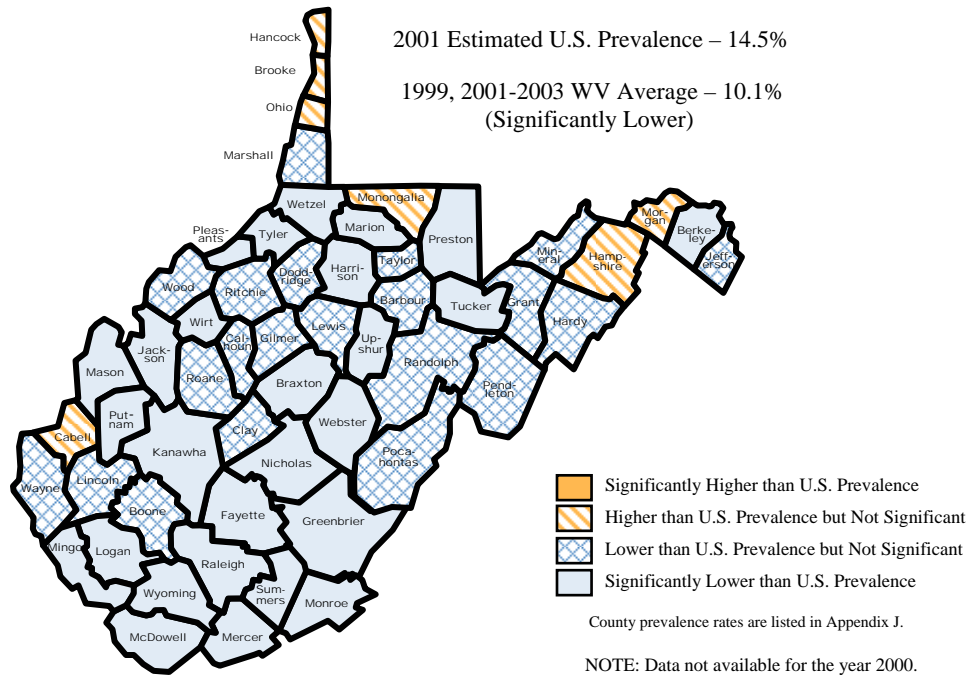 Hancock
2001 Estimated U.S. Prevalence – 14.5%
Brooke
1999, 2001-2003 WV Average – 10.1%
Ohio
(Significantly Lower)
Marshall
Wetzel
Monongalia
Marion
Pleas-
ants
Tyler
Preston
Mor-
gan
Berke-
ley
Jeff-
erson
Min-
eral
Hamp-
shire
Wood
Ritchie
Dodd-
ridge
Harri-
son
Taylor
Barbour
Tucker
Grant
Hardy
Wirt
Cal-
houn
Gilmer
Lewis
Up-
shur
Randolph
Jack-
son
Mason
Roane
Braxton
Pend-
leton
Put-
nam
Cabell
Kanawha
Clay
Webster
Nicholas
Poca-
hontas
Wayne
Lincoln
Boone
Fayette
Greenbrier
Mingo
Logan
Raleigh
Wyoming
Sum-
mers
Monroe
McDowell
Mercer
Significantly Higher than U.S. Prevalence
Higher than U.S. Prevalence but Not Significant
Lower than U.S. Prevalence but Not Significant
Significantly Lower than U.S. Prevalence
County prevalence rates are listed in Appendix J.
NOTE: Data not available for the year 2000.